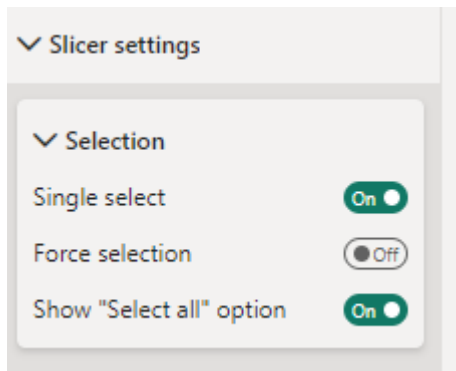 Slicer settings
Selection
Single select On
Force selection Off
Show "Select all" option On